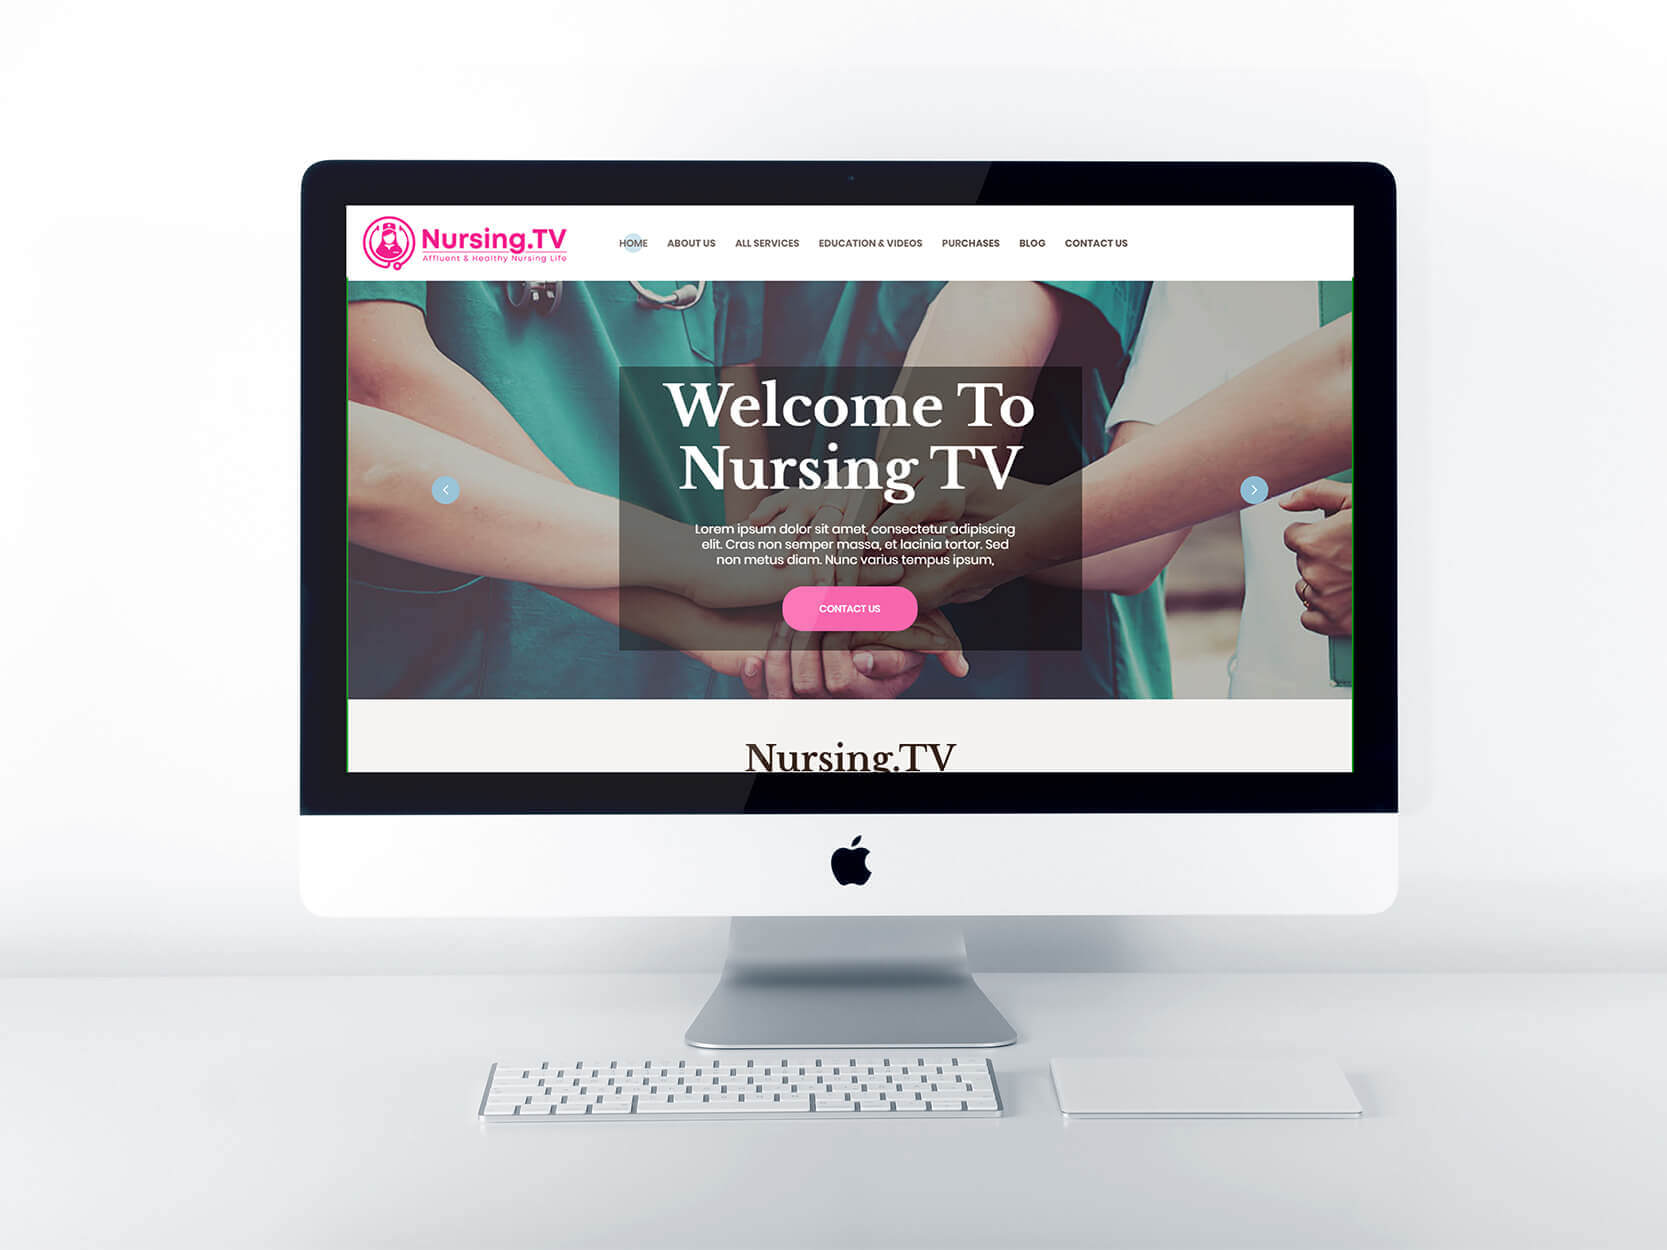 Nursing.TV
Affluent & Healthy Nursing Life
HOME ABOUT US ALL SERVICES EDUCATION & VIDEOS PURCHASES BLOG CONTACT US
Welcome To
Nursing TV
Lorem ipsum dolor sit amet, consectetur adipiscing
elit. Cras non semper massa, et lacinia tortor. Sed
non metus diam. Nunc varius tempus ipsum,
CONTACT US
Nursing.TV